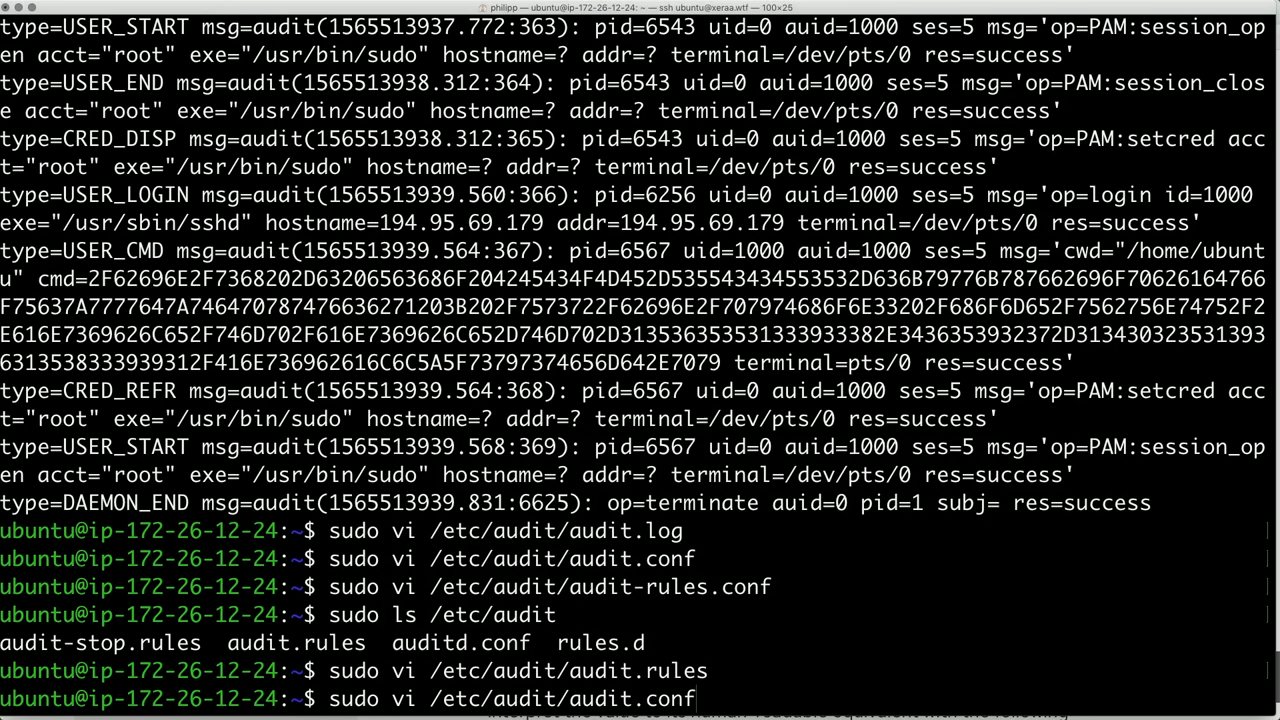 philipp — ubuntu@ip-172-26-12-24: ~ — ssh ubuntu@xeraa.wtf — 100×25
type=USER_START msg=audit(1565513937.772:363): pid=6543 uid=0 auid=1000 ses=5 msg='op=PAM:session_op
en acct="root" exe="/usr/bin/sudo" hostname=? addr=? terminal=/dev/pts/0 res=success'
type=USER_END msg=audit(1565513938.312:364): pid=6543 uid=0 auid=1000 ses=5 msg='op=PAM:session_clos
e acct="root" exe="/usr/bin/sudo" hostname=? addr=? terminal=/dev/pts/0 res=success'
type=CRED_DISP msg=audit(1565513938.312:365): pid=6543 uid=0 auid=1000 ses=5 msg='op=PAM:setcred acc
t="root" exe="/usr/bin/sudo" hostname=? addr=? terminal=/dev/pts/0 res=success'
type=USER_LOGIN msg=audit(1565513939.560:366): pid=6256 uid=0 auid=1000 ses=5 msg='op=login id=1000
exe="/usr/sbin/sshd" hostname=194.95.69.179 addr=194.95.69.179 terminal=/dev/pts/0 res=success'
type=USER_CMD msg=audit(1565513939.564:367): pid=6567 uid=1000 auid=1000 ses=5 msg='cwd="/home/ubunt
u" cmd=2F62696E2F7368202D63206563686F204245434F4D452D535543434553532D636B79776B787662696F70626164766
F75637A7777647A7464707874766362712 03B202F7573722F62696E2F707974686F6E33202F686F6D652F7562756E74752F2
E616E7369626C652F746D702F616E7369626C652D746D702D313536353531333933382E3436353932372D313430323531393
6313538333939312F416E736962616C6C5A5F73797374656D642E7079 terminal=pts/0 res=success'
type=CRED_REFR msg=audit(1565513939.564:368): pid=6567 uid=0 auid=1000 ses=5 msg='op=PAM:setcred acc
t="root" exe="/usr/bin/sudo" hostname=? addr=? terminal=/dev/pts/0 res=success'
type=USER_START msg=audit(1565513939.568:369): pid=6567 uid=0 auid=1000 ses=5 msg='op=PAM:session_op
en acct="root" exe="/usr/bin/sudo" hostname=? addr=? terminal=/dev/pts/0 res=success'
type=DAEMON_END msg=audit(1565513939.831:6625): op=terminate auid=0 pid=1 subj= res=success
ubuntu@ip-172-26-12-24:~$ sudo vi /etc/audit/audit.log
ubuntu@ip-172-26-12-24:~$ sudo vi /etc/audit/audit.conf
ubuntu@ip-172-26-12-24:~$ sudo vi /etc/audit/audit-rules.conf
ubuntu@ip-172-26-12-24:~$ sudo ls /etc/audit
audit-stop.rules audit.rules auditd.conf rules.d
ubuntu@ip-172-26-12-24:~$ sudo vi /etc/audit/audit.rules
ubuntu@ip-172-26-12-24:~$ sudo vi /etc/audit/audit.conf